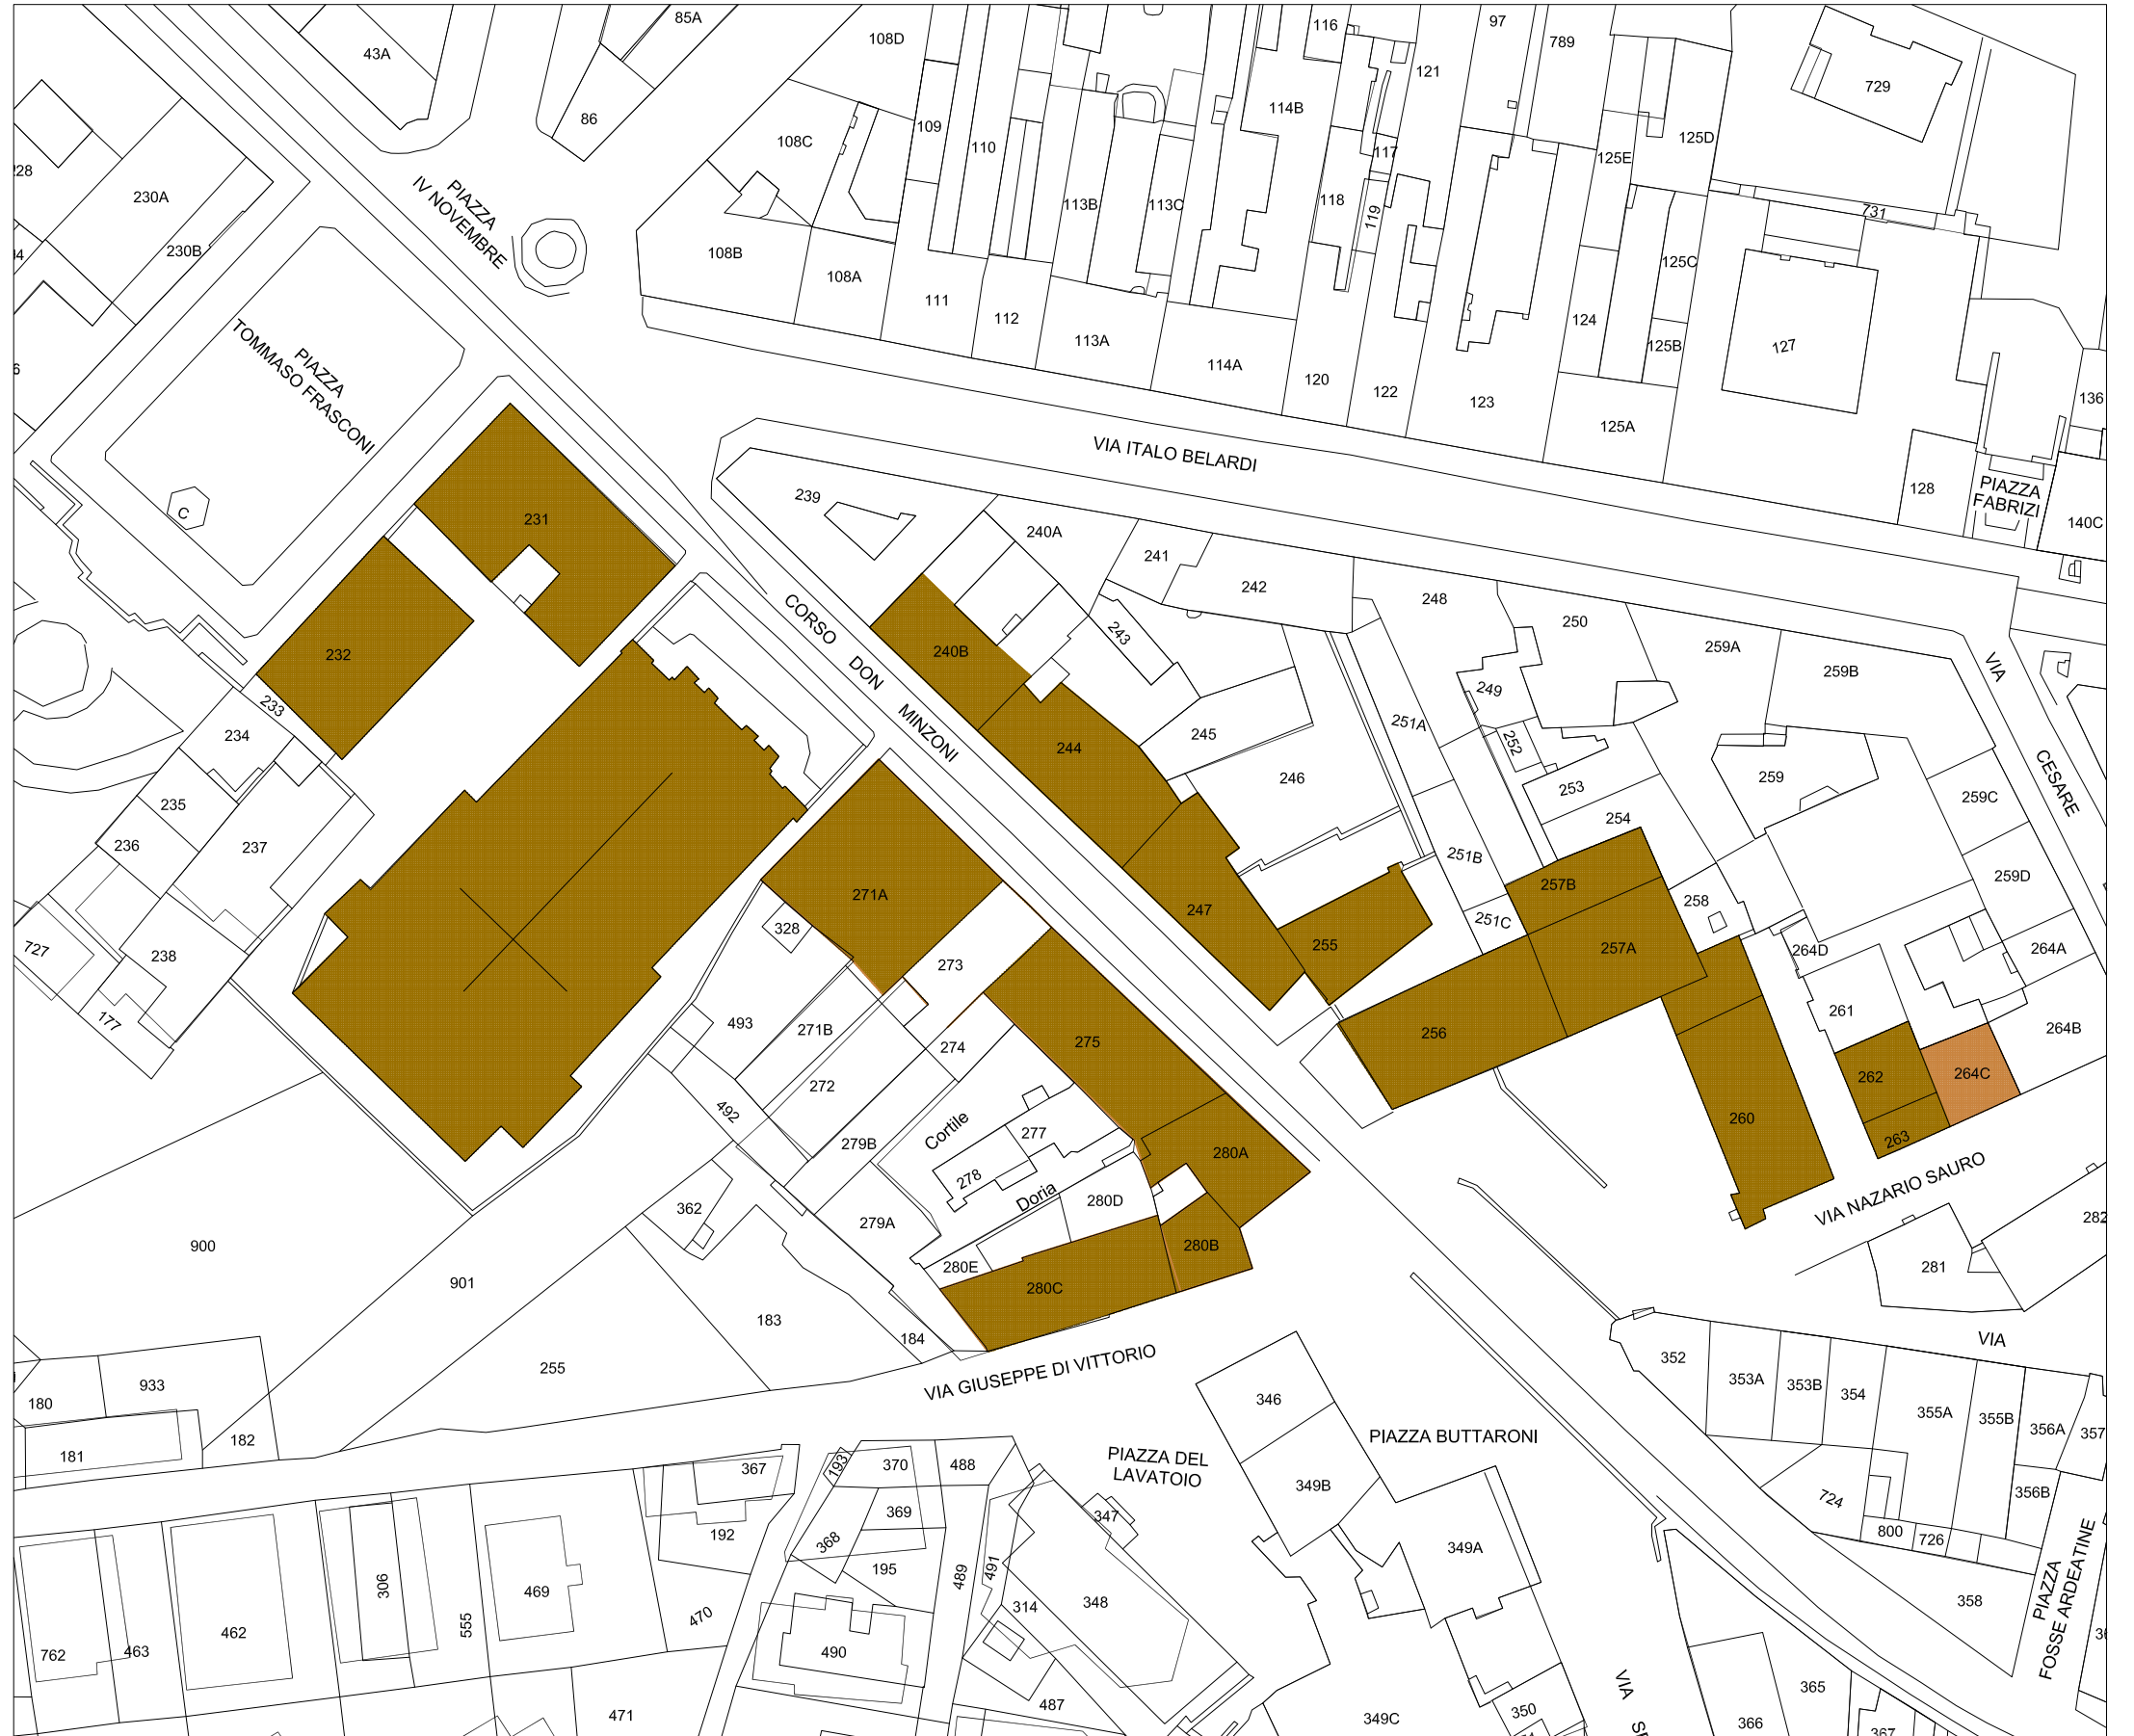 85A
43A
108D
86
116
97
789
121
729
114B
108C
109
110
125D
117
125E
28
230A
PIAZZA
IV NOVEMBRE
113B
113C
118
119
731
230B
108B
108A
125C
111
112
113A
114A
124
125B
127
PIAZZA
TOMMASO FRASCONI
120
122
123
125A
136
VIA ITALO BELARDI
C
231
239
240A
128
PIAZZA
FABRIZI
140C
241
242
248
250
259A
259B
VIA
CESARE
232
CORSO DON MINZONI
240B
243
249
233
234
244
245
251A
252
246
253
259
259C
235
236
237
254
251B
257B
259D
271A
247
251C
258
727
238
328
273
255
257A
264D
264A
177
493
271B
274
275
256
261
264B
272
262
264C
492
Cortile
277
279B
260
263
278
280A
Doria
280D
362
279A
VIA NAZARIO SAURO
900
901
280E
280B
280C
281
282
183
184
255
VIA GIUSEPPE DI VITTORIO
VIA
352
353A
353B
354
355A
355B
356A
357
933
180
181
182
346
PIAZZA BUTTARONI
PIAZZA DEL
LAVATOIO
367
193
370
488
349B
356B
724
800
726
347
192
369
368
195
349A
306
469
489
491
348
314
358
PIAZZA
FOSSE ARDEATINE
762
463
462
555
470
490
471
487
349C
350
VIA
365
366
367